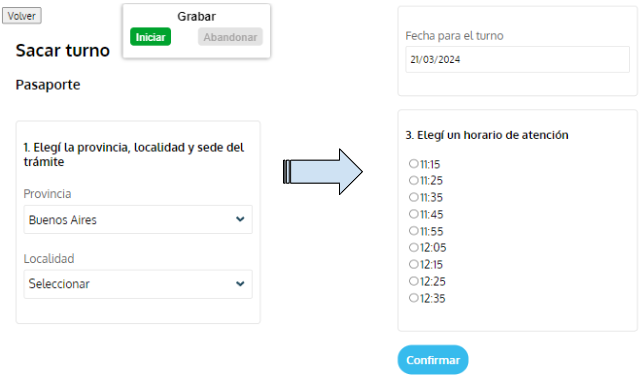 Volver
Grabar
Iniciar
Abandonar
Sacar turno
Pasaporte
1. Elegí la provincia, localidad y sede del
trámite
Provincia
Buenos Aires
Localidad
Seleccionar
Fecha para el turno
21/03/2024
3. Elegí un horario de atención
11:15
11:25
11:35
11:45
11:55
12:05
12:15
12:25
12:35
Confirmar